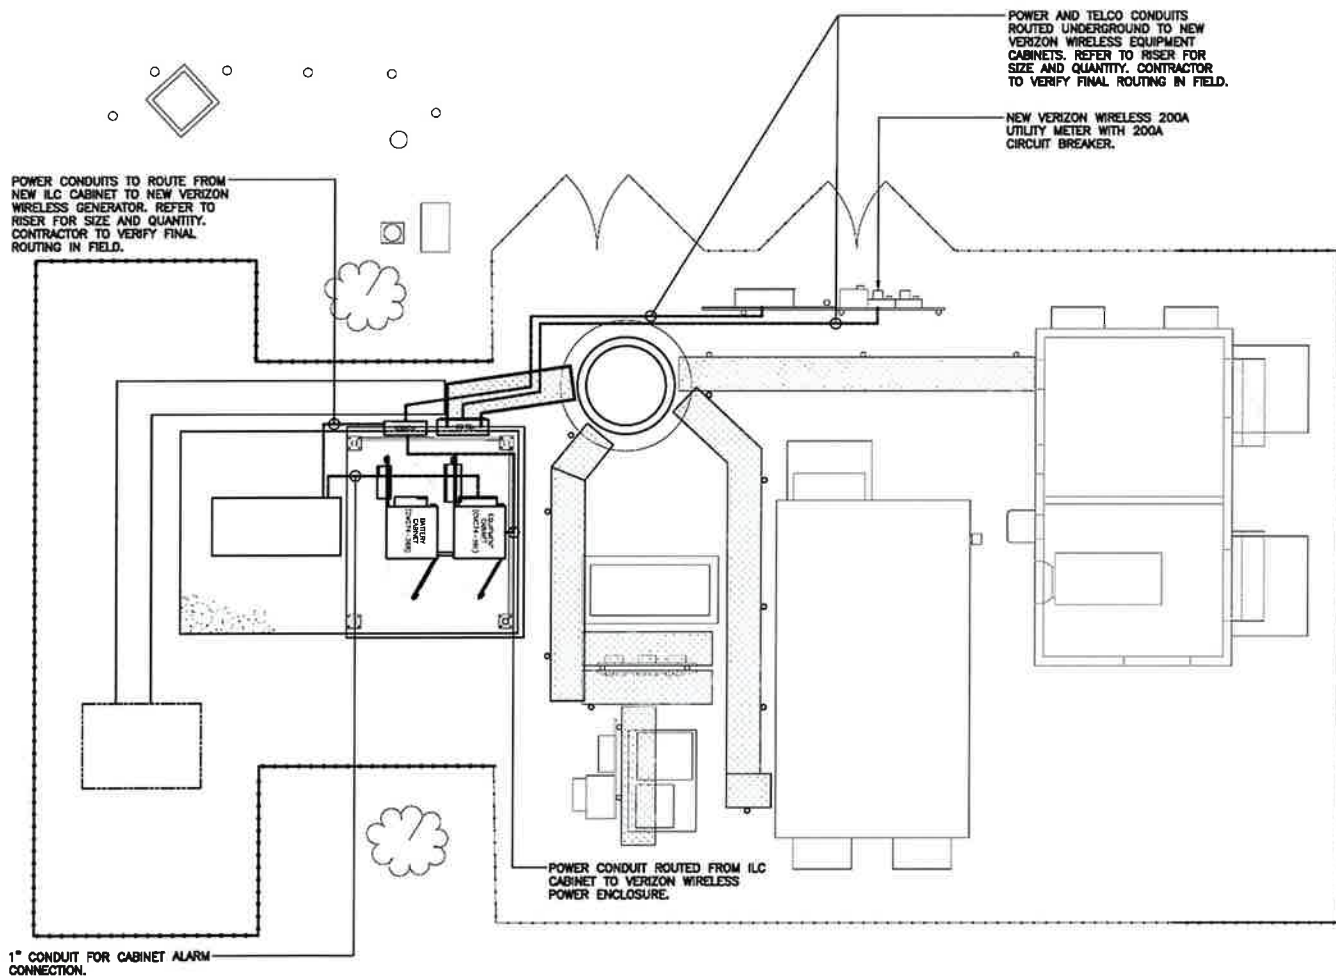 POWER AND TELCO CONDUITS
ROUTED UNDERGROUND TO NEW
VERIZON WIRELESS EQUIPMENT
CABINETS. REFER TO RISER FOR
SIZE AND QUANTITY. CONTRACTOR
TO VERIFY FINAL ROUTING IN FIELD.
NEW VERIZON WIRELESS 200A
UTILITY METER WITH 200A
CIRCUIT BREAKER.
POWER CONDUITS TO ROUTE FROM
NEW ILC CABINET TO NEW VERIZON
WIRELESS GENERATOR. REFER TO
RISER FOR SIZE AND QUANTITY.
CONTRACTOR TO VERIFY FINAL
ROUTING IN FIELD.
BATTERY
CABINET
EQUIPMENT
CABINET
POWER CONDUIT ROUTED FROM ILC
CABINET TO VERIZON WIRELESS
POWER ENCLOSURE.
1" CONDUIT FOR CABINET ALARM
CONNECTION.